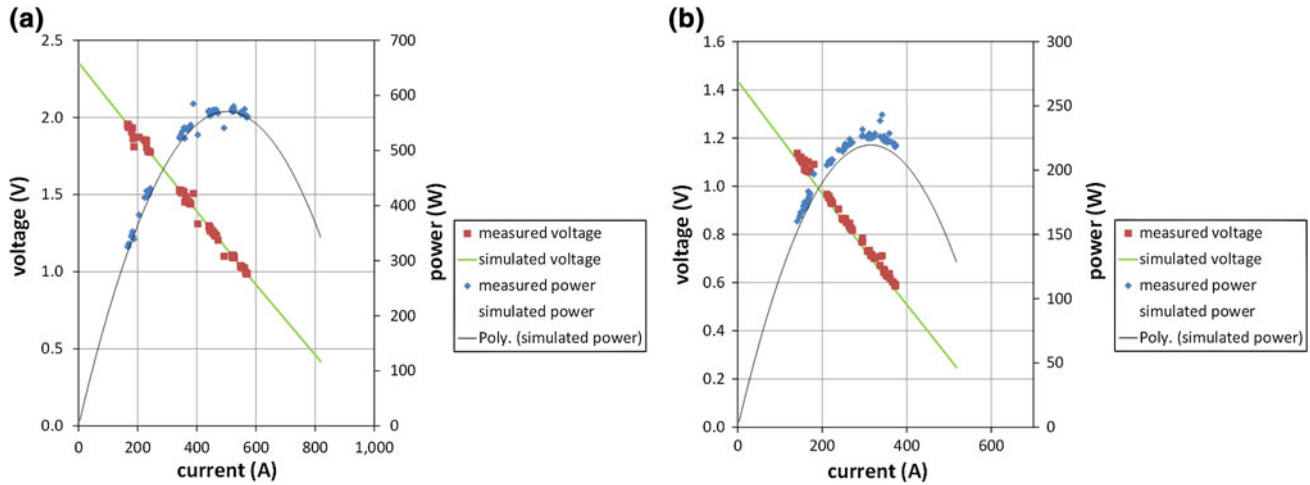 (a)
2.5
2.0
1.5
1.0
0.5
0.0
voltage (V)
700
600
500
400
300
200
100
0
power (W)
0 200 400 600 800 1,000
current (A)
measured voltage
simulated voltage
measured power
simulated power
Poly. (simulated power)
(b)
1.6
1.4
1.2
1.0
0.8
0.6
0.4
0.2
0.0
voltage (V)
300
250
200
150
100
50
0
power (W)
0 200 400 600
current (A)
measured voltage
simulated voltage
measured power
simulated power
Poly. (simulated power)